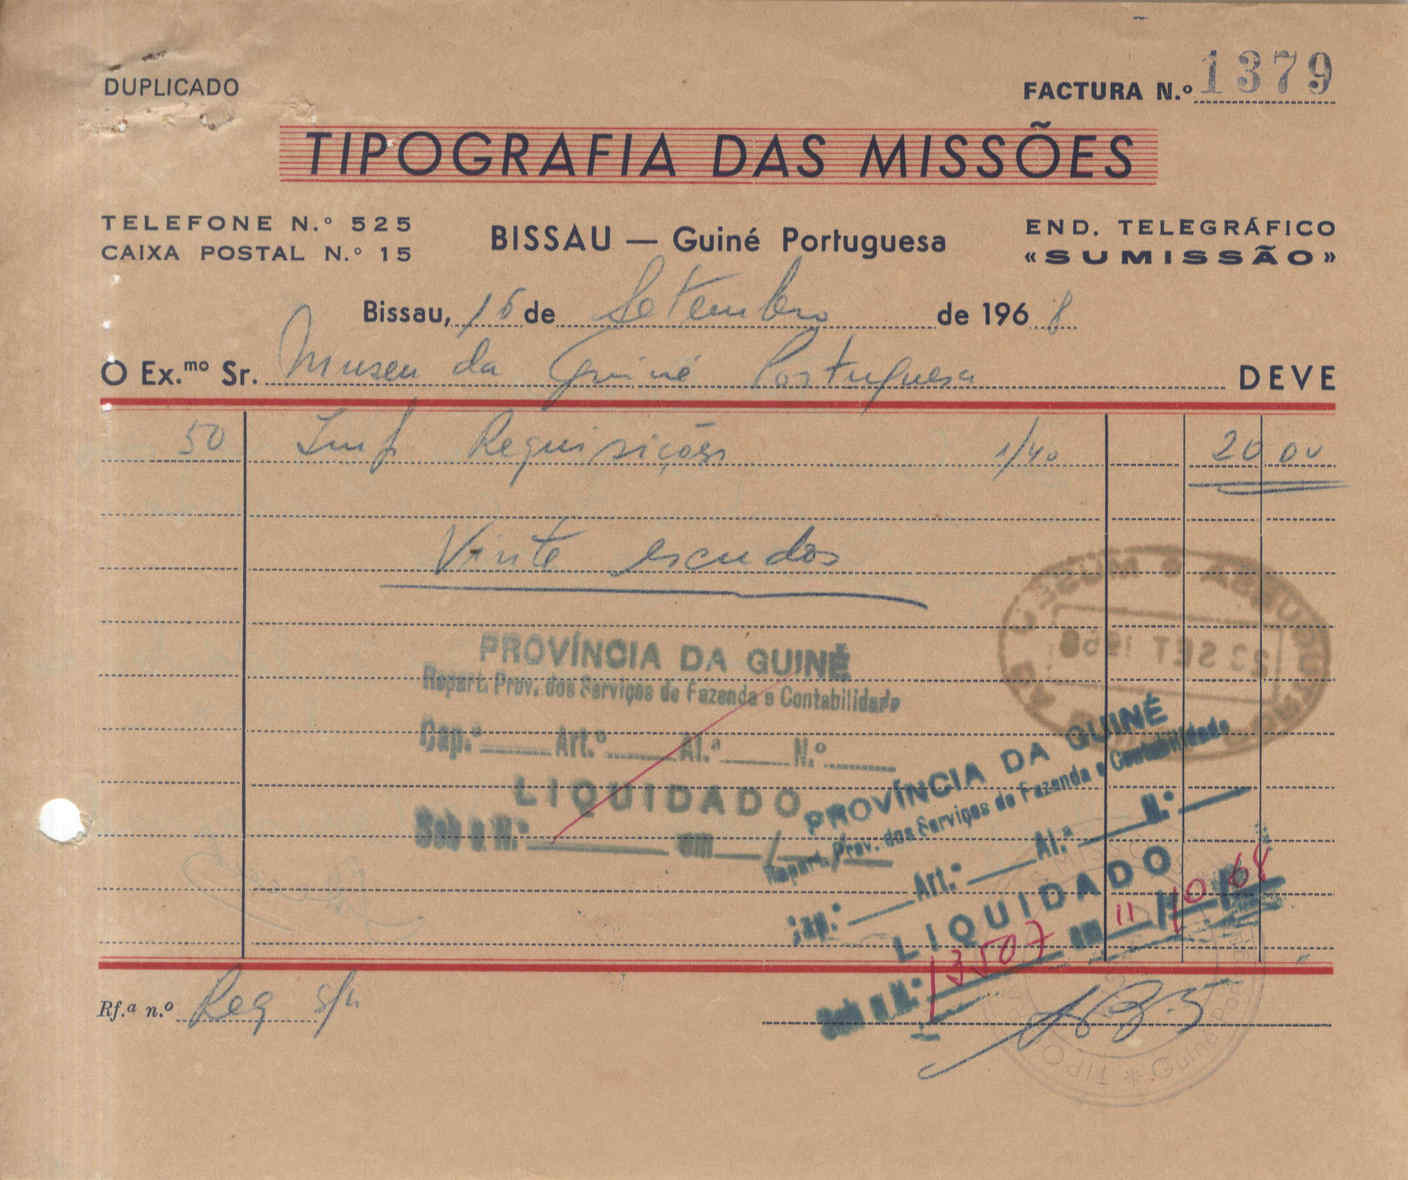 DUPLICADO
FACTURA N.º 1379
TIPOGRAFIA DAS MISSÕES
TELEFONE N.º 525
CAIXA POSTAL N.º 15
BISSAU — Guiné Portuguesa
END. TELEGRÁFICO
«SUMISSÃO»
Bissau, 16 de Setembro de 1968
O Ex.mo Sr. Museu da Guiné Portuguesa DEVE
50 Imp Requisições 1/40 20 00
Vinte escudos
23 SET 1968
PROVÍNCIA DA GUINÉ
Repart. Prov. dos Serviços de Fazenda e Contabilidade
Cap.º Art.º Al.ª N.º
LIQUIDADO
Sob o N.º em / /
PROVÍNCIA DA GUINÉ
Repart. Prov. dos Serviços de Fazenda e Contabilidade
Cap.º Art.º Al.ª N.º
LIQUIDADO
Sob o N.º 13507 em 11/10/68
Rf.ª n.º Req s/n